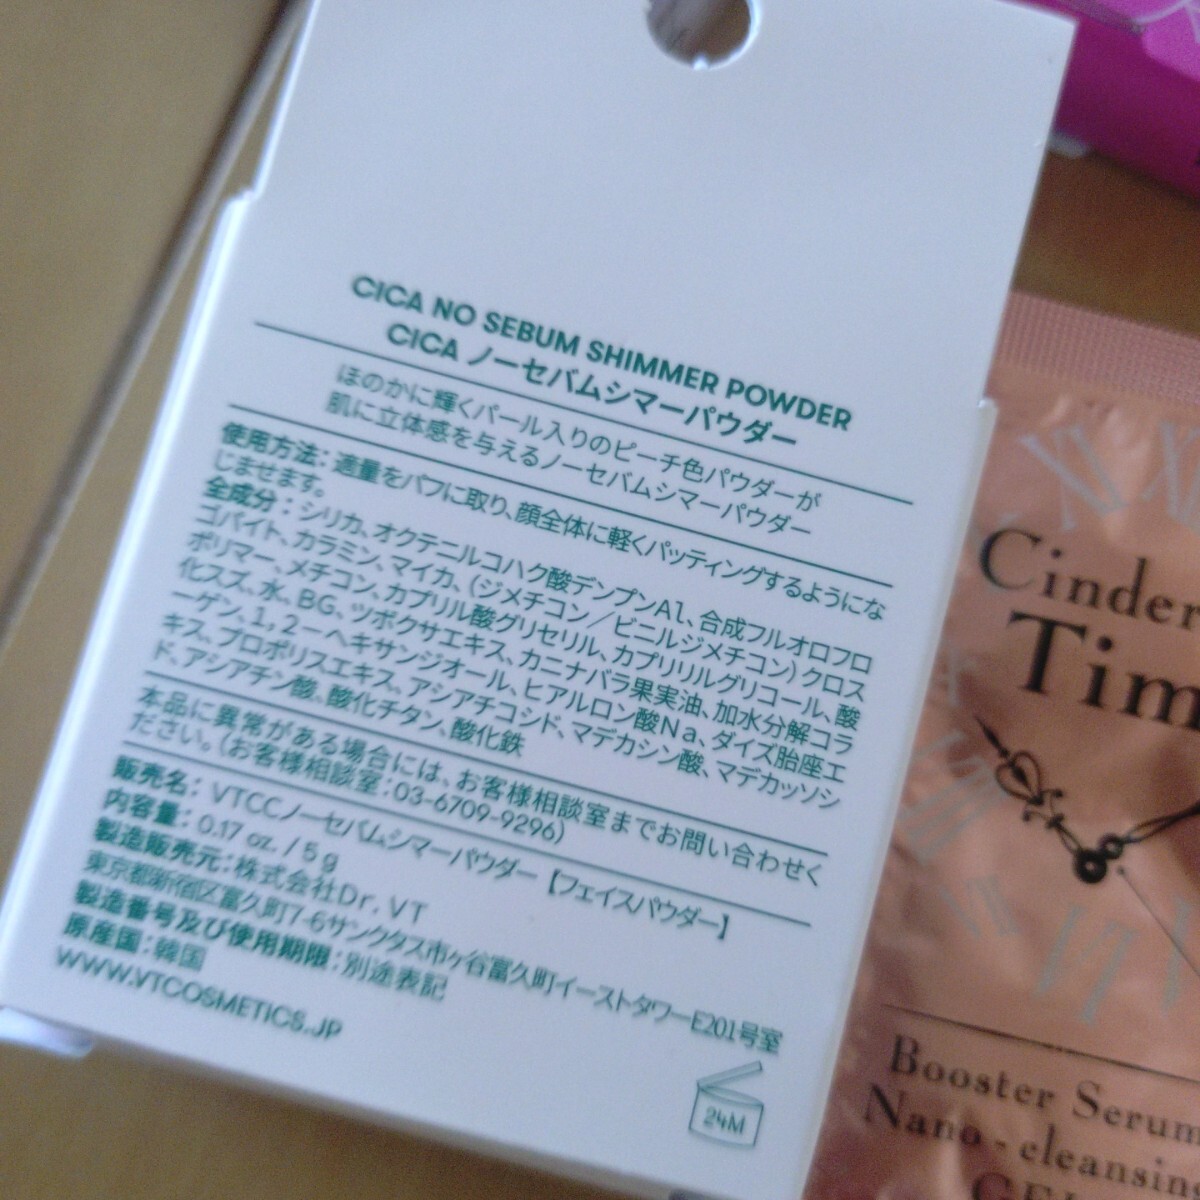 CICA NO SEBUM SHIMMER POWDER
CICA ノーセバムシマーパウダー
ほのかに輝くパール入りのピーチ色パウダーが
肌に立体感を与えるノーセバムシマーパウダー
使用方法：適量をパフに取り、顔全体に軽くパッティングするようにな
じませます。
全成分：シリカ、オクテニルコハク酸デンプンAl、合成フルオロフロ
ゴパイト、カラミン、マイカ、（ジメチコン／ビニルジメチコン）クロス
ポリマー、メチコン、カプリル酸グリセリル、カプリリルグリコール、酸
化スズ、水、BG、ツボクサエキス、カニナバラ果実油、加水分解コラ
ーゲン、1,2－ヘキサンジオール、ヒアルロン酸Na、ダイズ胎座エ
キス、プロポリスエキス、アシアチコシド、マデカシン酸、マデカッソシ
ド、アシアチン酸、酸化チタン、酸化鉄
本品に異常がある場合には、お客様相談室までお問い合わせく
ださい。（お客様相談室：03-6709-9296）
販売名： VTCCノーセバムシマーパウダー【フェイスパウダー】
内容量： 0.17 oz. / 5 g
製造販売元：株式会社Dr. VT
東京都新宿区富久町7-6サンクタス市ヶ谷富久町イーストタワーE201号室
製造番号及び使用期限：別途表記
原産国：韓国
WWW.VTCOSMETICS.JP
24M
Tim
Booster Serum